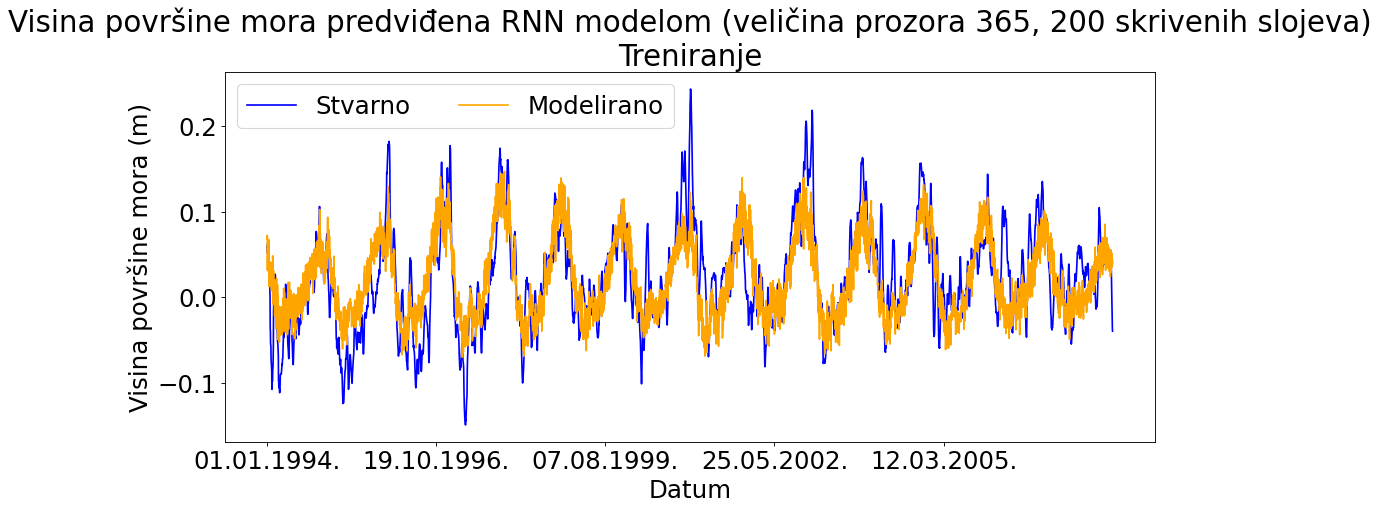 Visina površine mora predviđena RNN modelom (veličina prozora 365, 200 skrivenih slojeva)
Treniranje
Stvarno Modelirano
Visina površine mora (m)
0.2
0.1
0.0
−0.1
01.01.1994. 19.10.1996. 07.08.1999. 25.05.2002. 12.03.2005.
Datum